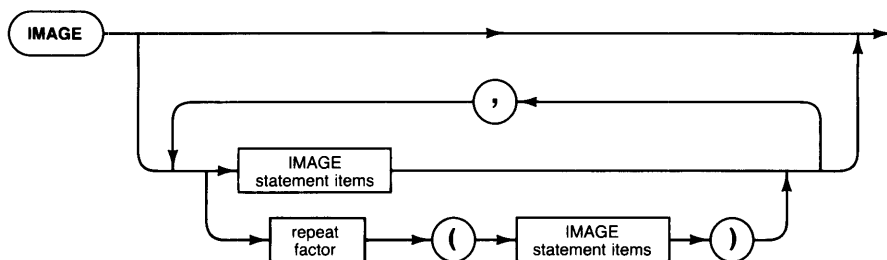 IMAGE
,
IMAGE
statement items
repeat
factor
(
IMAGE
statement items
)